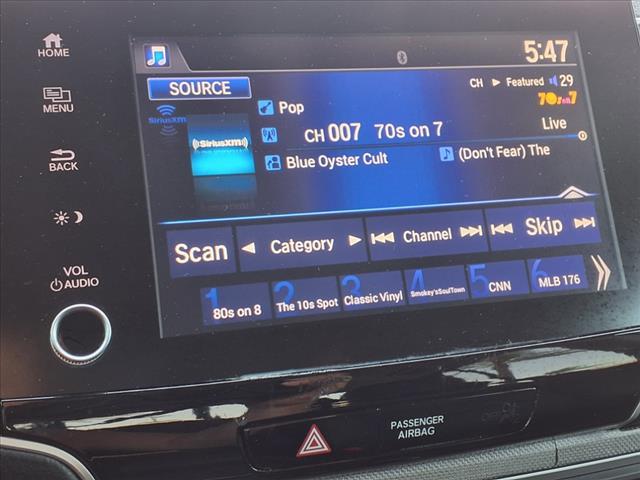 HOME
5:47
MENU
SOURCE
CH ► Featured 29
70s on 7
SiriusXM
Pop
((SiriusXM))
CH 007 70s on 7
Live
BACK
Blue Oyster Cult
(Don't Fear) The
Scan
◄ Category ►
Channel
Skip
VOL
AUDIO
1 80s on 8
2 The 10s Spot
3 Classic Vinyl
4 Smokey'sSoulTown
5 CNN
6 MLB 176
PASSENGER
AIRBAG